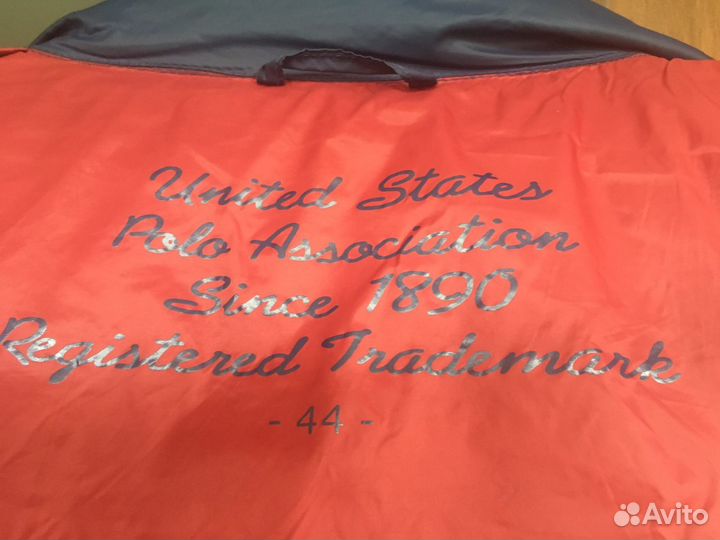 United States
Polo Association
Since 1890
Registered Trademark
- 44 -
Avito